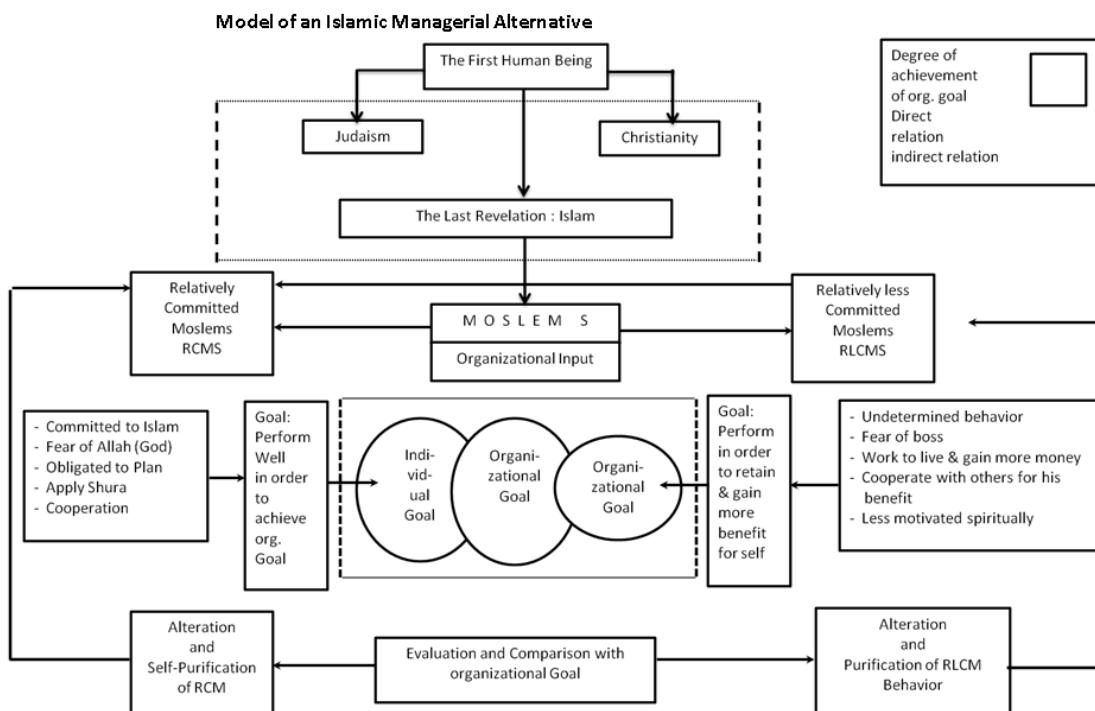 Model of an Islamic Managerial Alternative
The First Human Being
Degree of
achievement
of org. goal
Direct
relation
indirect relation
Judaism
Christianity
The Last Revelation : Islam
Relatively
Committed
Moslems
RCMS
M O S L E M S
Organizational Input
Relatively less
Committed
Moslems
RLCMS
- Committed to Islam
- Fear of Allah (God)
- Obligated to Plan
- Apply Shura
- Cooperation
Goal:
Perform
Well
in order
to
achieve
org.
Goal
Indi-
vid-
ual
Goal
Organi-
zational
Goal
Organi-
zational
Goal
Goal:
Perform
in order
to retain
& gain
more
benefit
for self
- Undetermined behavior
- Fear of boss
- Work to live & gain more money
- Cooperate with others for his
benefit
- Less motivated spiritually
Alteration
and
Self-Purification
of RCM
Evaluation and Comparison with
organizational Goal
Alteration
and
Purification of RLCM
Behavior